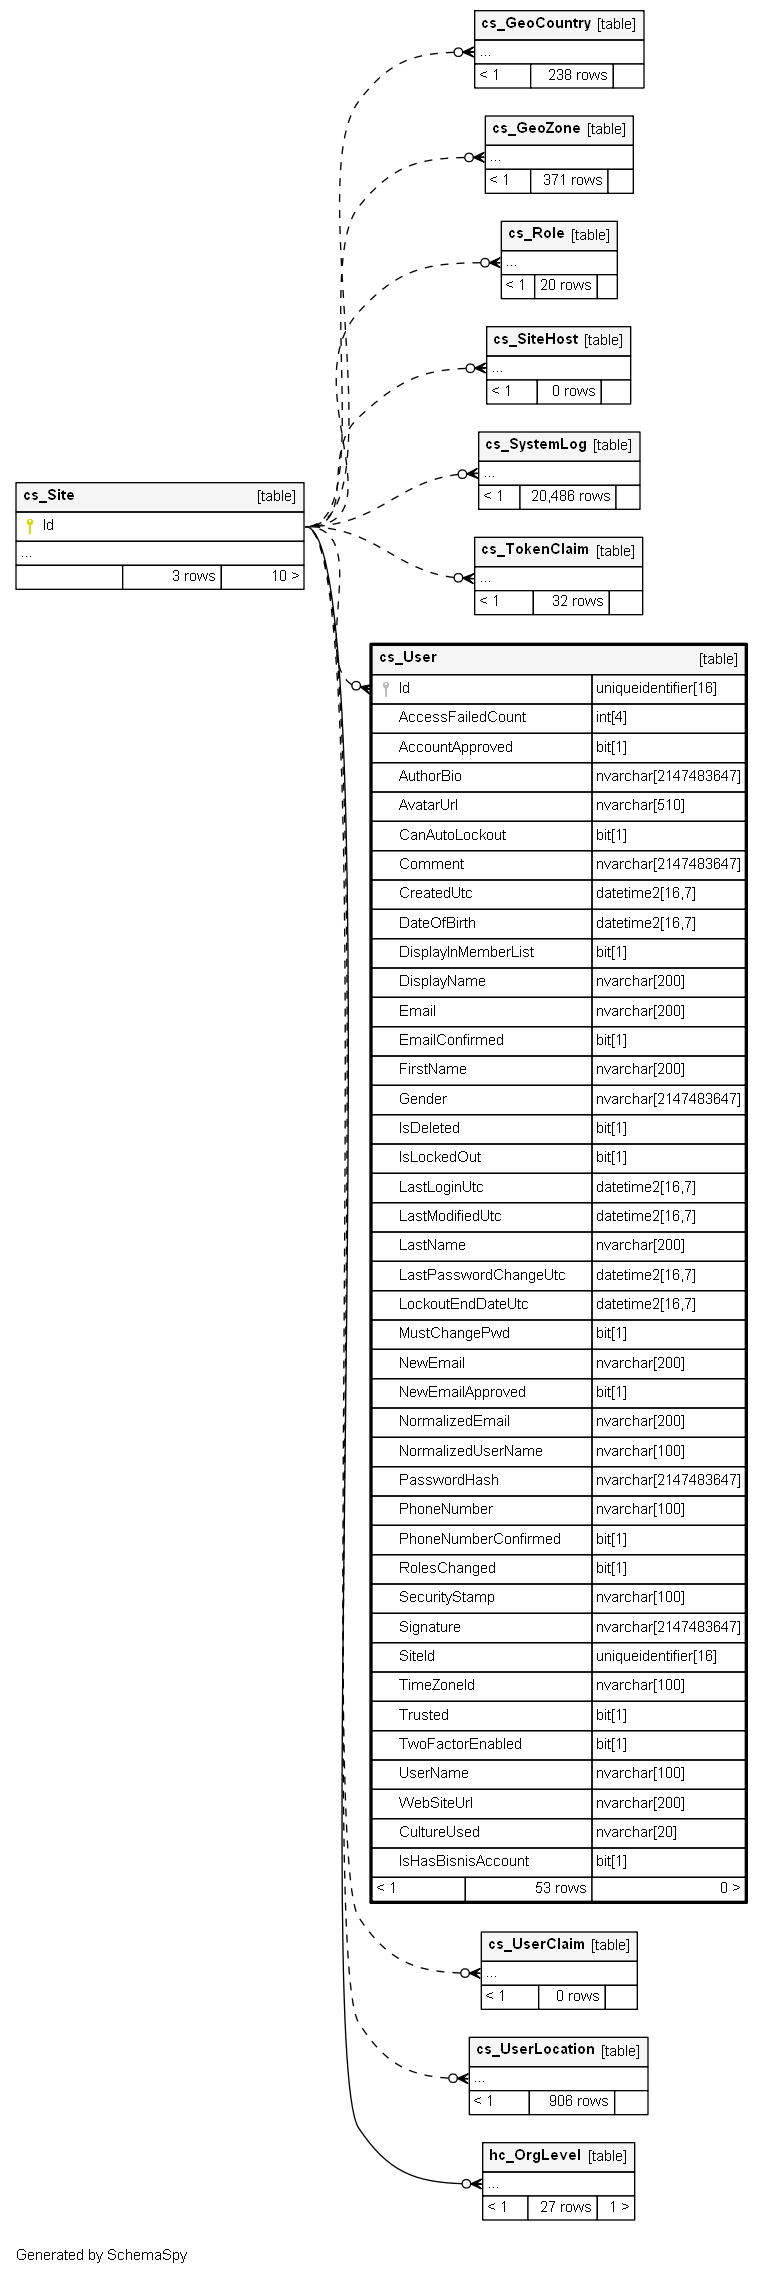 cs_GeoCountry [table]
...
< 1 238 rows
cs_GeoZone [table]
...
< 1 371 rows
cs_Role [table]
...
< 1 20 rows
cs_SiteHost [table]
...
< 1 0 rows
cs_SystemLog [table]
...
< 1 20,486 rows
cs_Site [table]
Id
...
3 rows 10 >
cs_TokenClaim [table]
...
< 1 32 rows
cs_User [table]
Id uniqueidentifier[16]
AccessFailedCount int[4]
AccountApproved bit[1]
AuthorBio nvarchar[2147483647]
AvatarUrl nvarchar[510]
CanAutoLockout bit[1]
Comment nvarchar[2147483647]
CreatedUtc datetime2[16,7]
DateOfBirth datetime2[16,7]
DisplayInMemberList bit[1]
DisplayName nvarchar[200]
Email nvarchar[200]
EmailConfirmed bit[1]
FirstName nvarchar[200]
Gender nvarchar[2147483647]
IsDeleted bit[1]
IsLockedOut bit[1]
LastLoginUtc datetime2[16,7]
LastModifiedUtc datetime2[16,7]
LastName nvarchar[200]
LastPasswordChangeUtc datetime2[16,7]
LockoutEndDateUtc datetime2[16,7]
MustChangePwd bit[1]
NewEmail nvarchar[200]
NewEmailApproved bit[1]
NormalizedEmail nvarchar[200]
NormalizedUserName nvarchar[100]
PasswordHash nvarchar[2147483647]
PhoneNumber nvarchar[100]
PhoneNumberConfirmed bit[1]
RolesChanged bit[1]
SecurityStamp nvarchar[100]
Signature nvarchar[2147483647]
SiteId uniqueidentifier[16]
TimeZoneId nvarchar[100]
Trusted bit[1]
TwoFactorEnabled bit[1]
UserName nvarchar[100]
WebSiteUrl nvarchar[200]
CultureUsed nvarchar[20]
IsHasBisnisAccount bit[1]
< 1 53 rows 0 >
cs_UserClaim [table]
...
< 1 0 rows
cs_UserLocation [table]
...
< 1 906 rows
hc_OrgLevel [table]
...
< 1 27 rows 1 >
Generated by SchemaSpy